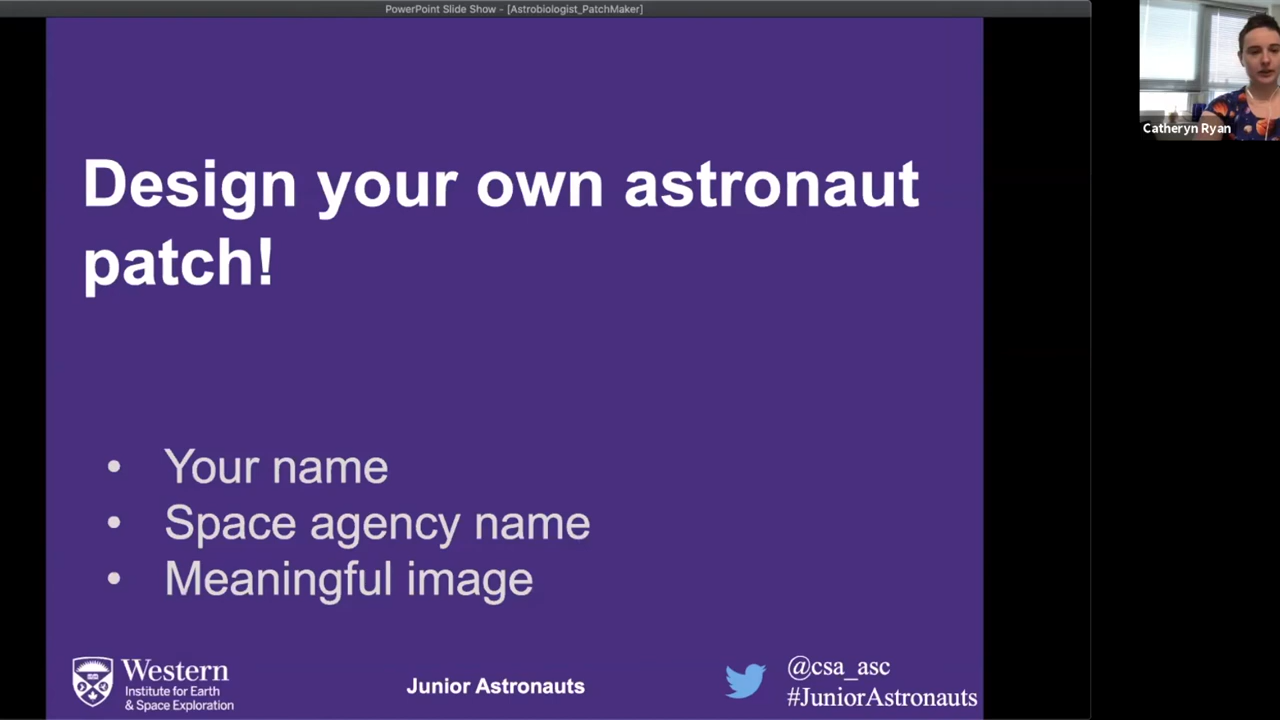 PowerPoint Slide Show - [Astrobiologist_PatchMaker]
Catheryn Ryan
Design your own astronaut
patch!
• Your name
• Space agency name
• Meaningful image
Western
Institute for Earth
& Space Exploration
Junior Astronauts
@csa_asc
#JuniorAstronauts